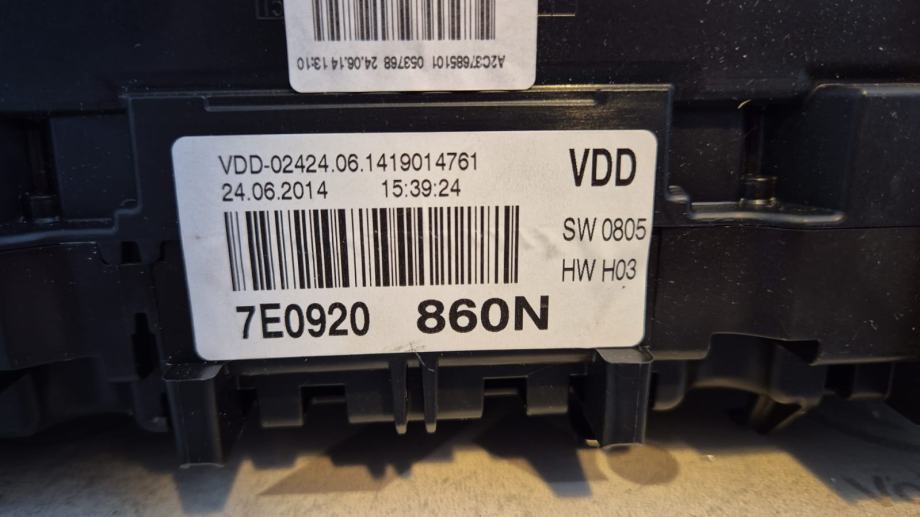 A2C37685101 053768 24.06.14 13:10
VDD-02424.06.1419014761
24.06.2014 15:39:24
VDD
SW 0805
HW H03
7E0920 860N